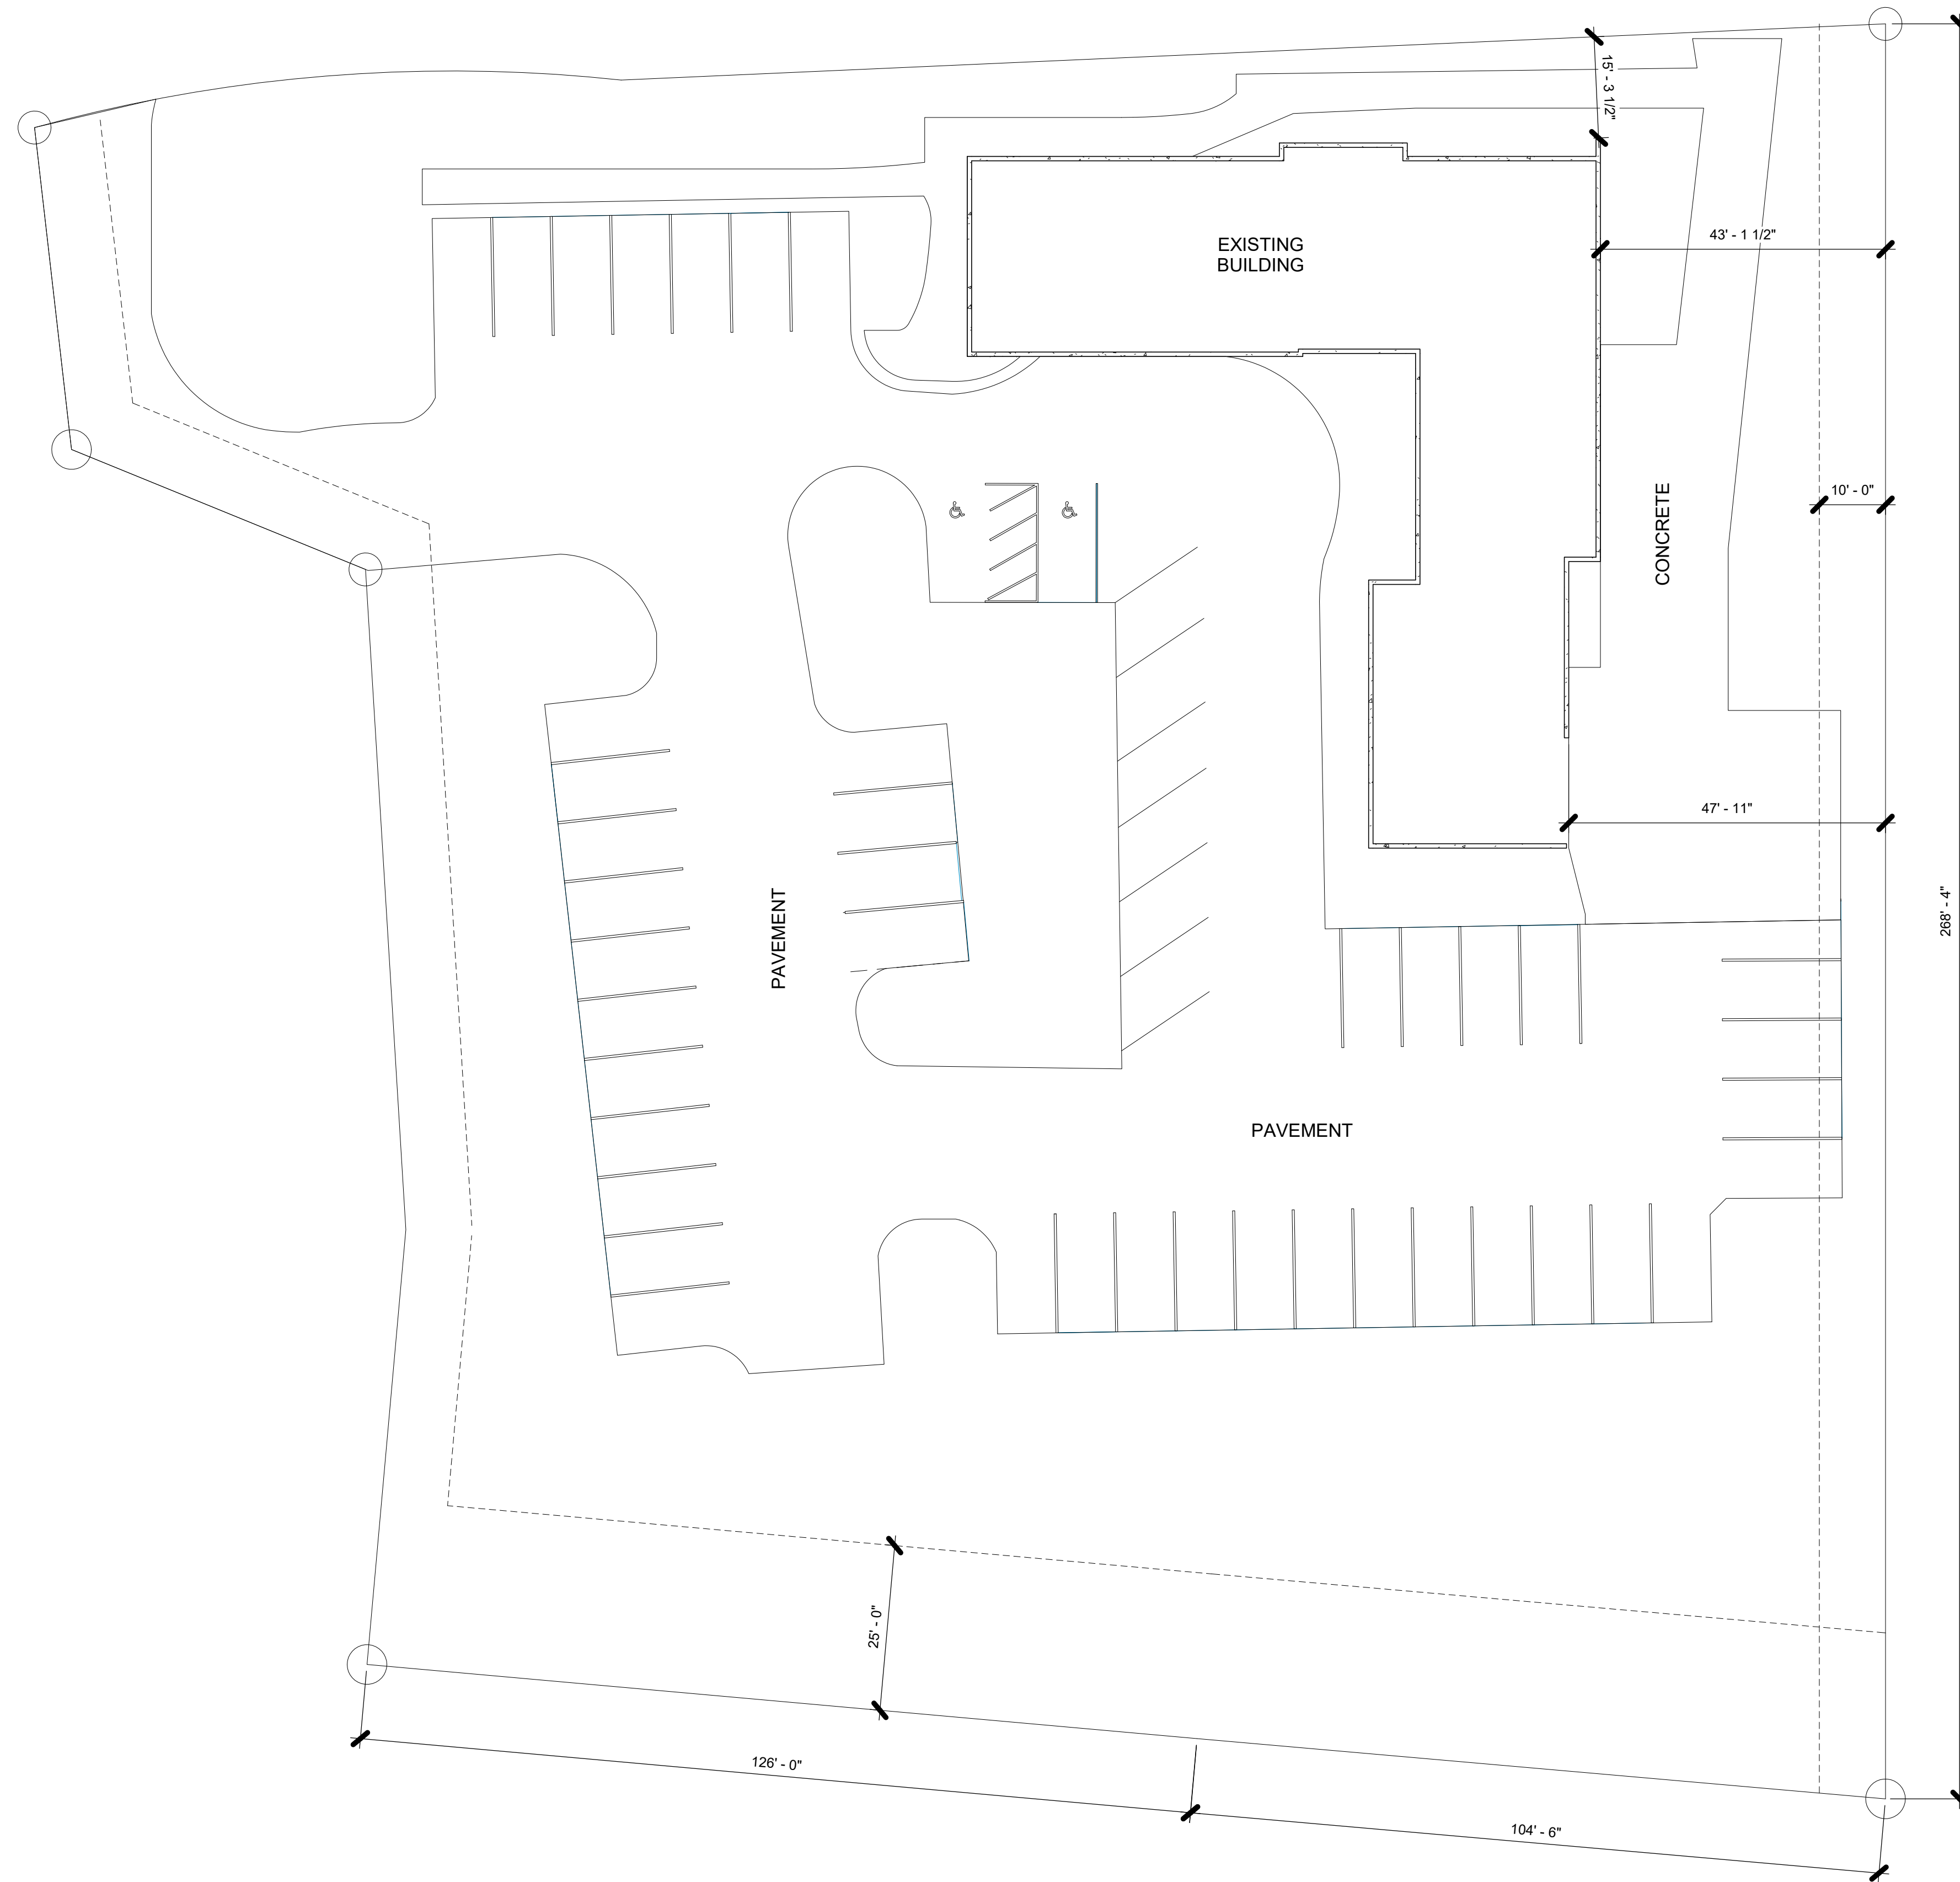 15' - 3 1/2"
43' - 1 1/2"
EXISTING
BUILDING
10' - 0"
CONCRETE
47' - 11"
268' - 4"
PAVEMENT
PAVEMENT
25' - 0"
126' - 0"
104' - 6"